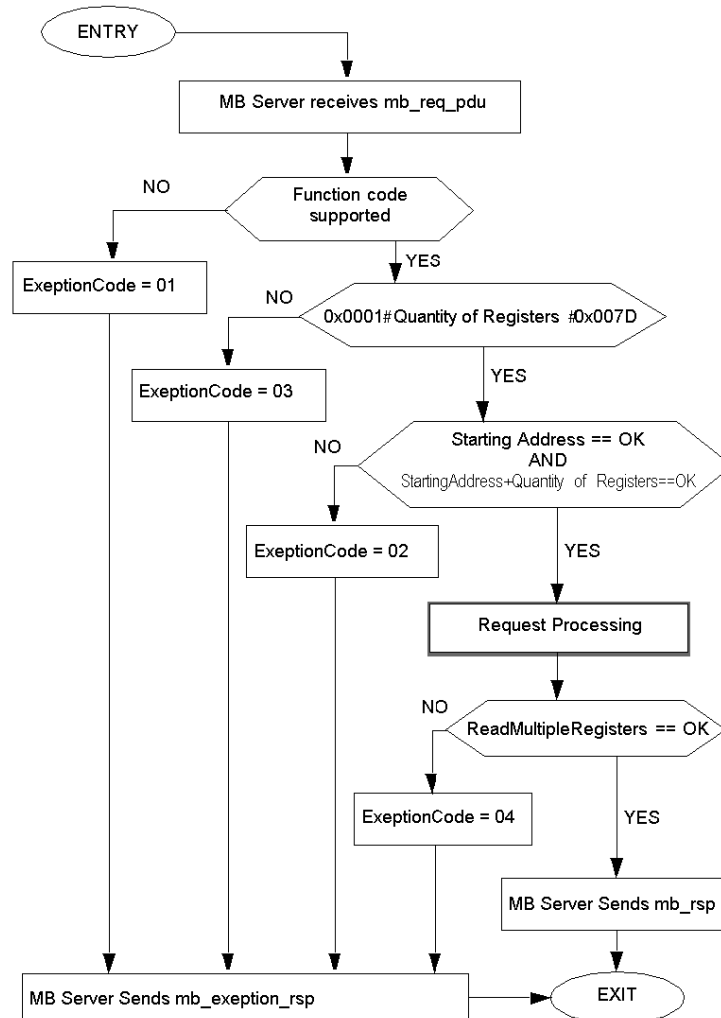 ENTRY
MB Server receives mb_req_pdu
NO
Function code
supported
YES
ExeptionCode = 01
NO
0x0001#Quantity of Registers #0x007D
YES
ExeptionCode = 03
NO
Starting Address == OK
AND
StartingAddress+Quantity of Registers==OK
YES
ExeptionCode = 02
Request Processing
NO
ReadMultipleRegisters == OK
YES
ExeptionCode = 04
MB Server Sends mb_rsp
MB Server Sends mb_exeption_rsp
EXIT